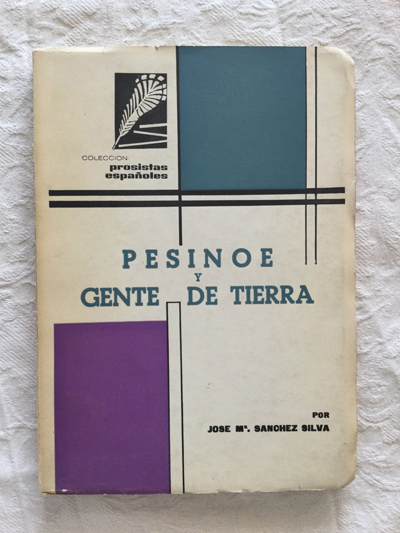 COLECCION:
prosistas
españoles
PESINOE
Y
GENTE DE TIERRA
POR
JOSE Mª. SANCHEZ SILVA